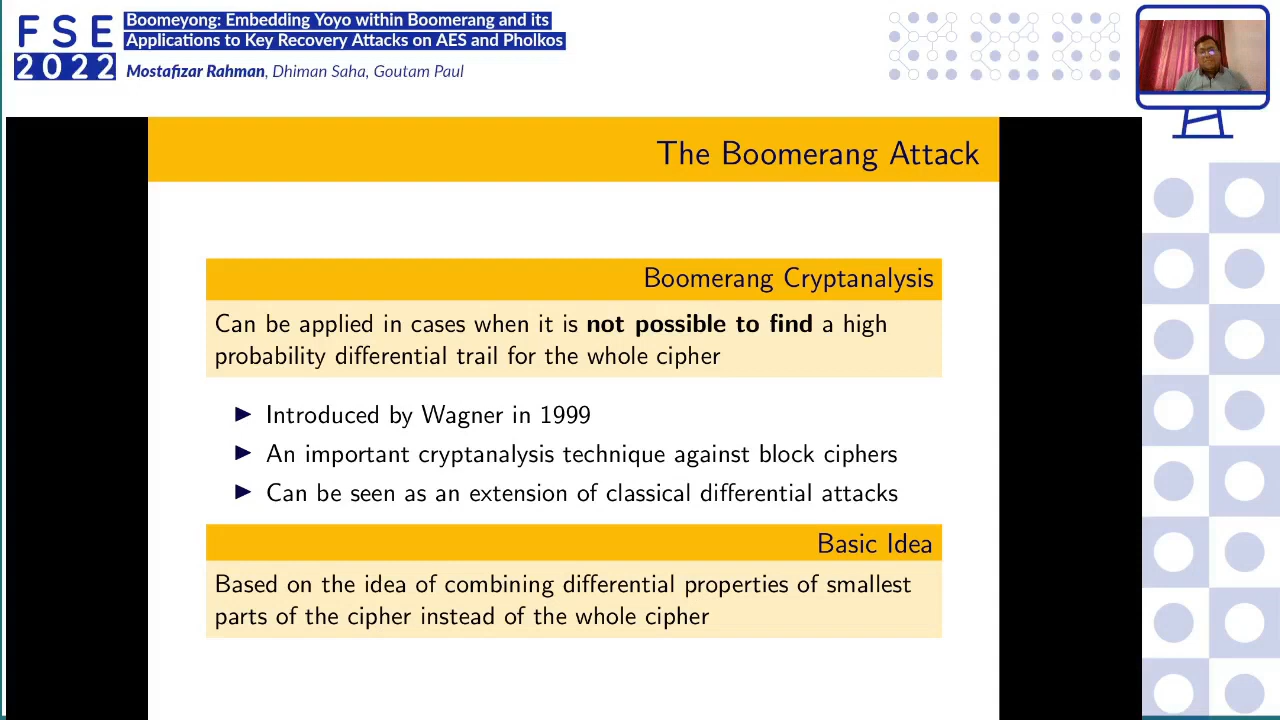 FSE
2022
Boomeyong: Embedding Yoyo within Boomerang and its
Applications to Key Recovery Attacks on AES and Pholkos
Mostafizar Rahman, Dhiman Saha, Goutam Paul
The Boomerang Attack
Boomerang Cryptanalysis
Can be applied in cases when it is not possible to find a high
probability differential trail for the whole cipher
Introduced by Wagner in 1999
An important cryptanalysis technique against block ciphers
Can be seen as an extension of classical differential attacks
Basic Idea
Based on the idea of combining differential properties of smallest
parts of the cipher instead of the whole cipher